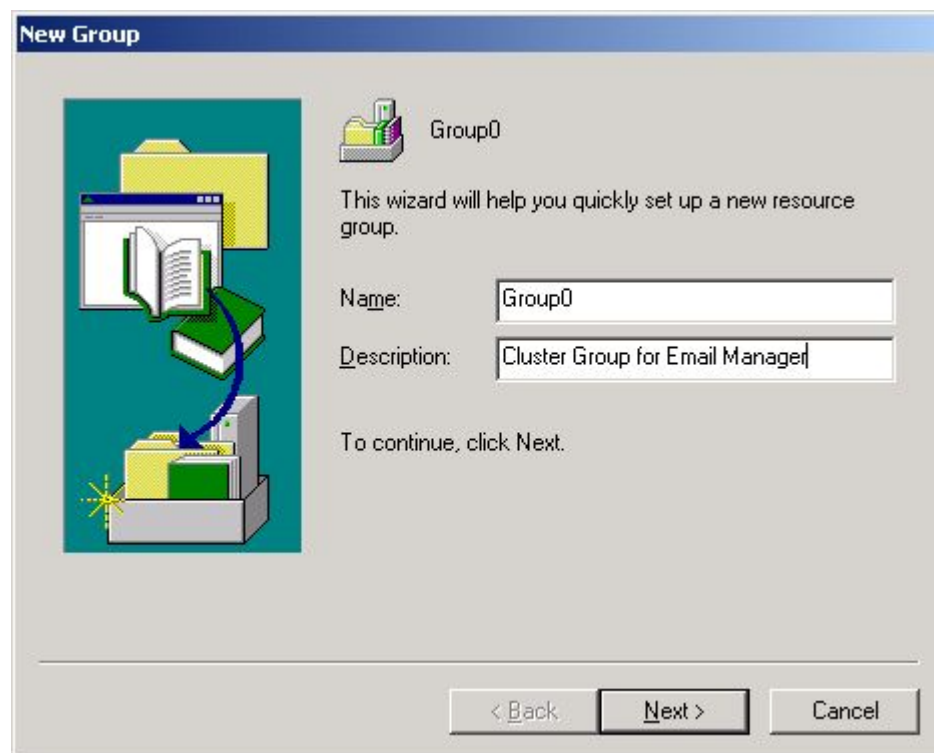 New Group
Group0
This wizard will help you quickly set up a new resource
group.
Name: Group0
Description: Cluster Group for Email Manager
To continue, click Next.
< Back Next > Cancel